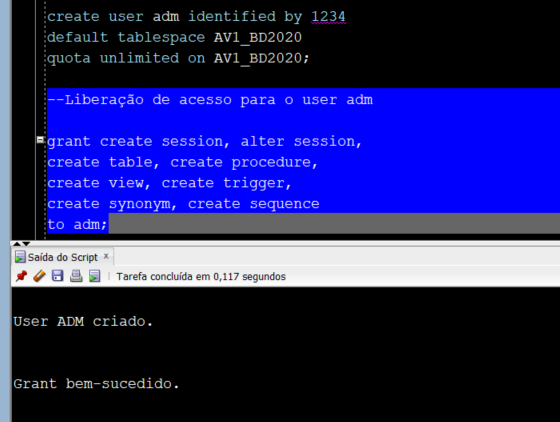 create user adm identified by 1234
default tablespace AV1_BD2020
quota unlimited on AV1_BD2020;
--Liberação de acesso para o user adm
grant create session, alter session,
create table, create procedure,
create view, create trigger,
create synonym, create sequence
to adm;
Saída do Script x
Tarefa concluída em 0,117 segundos
User ADM criado.
Grant bem-sucedido.